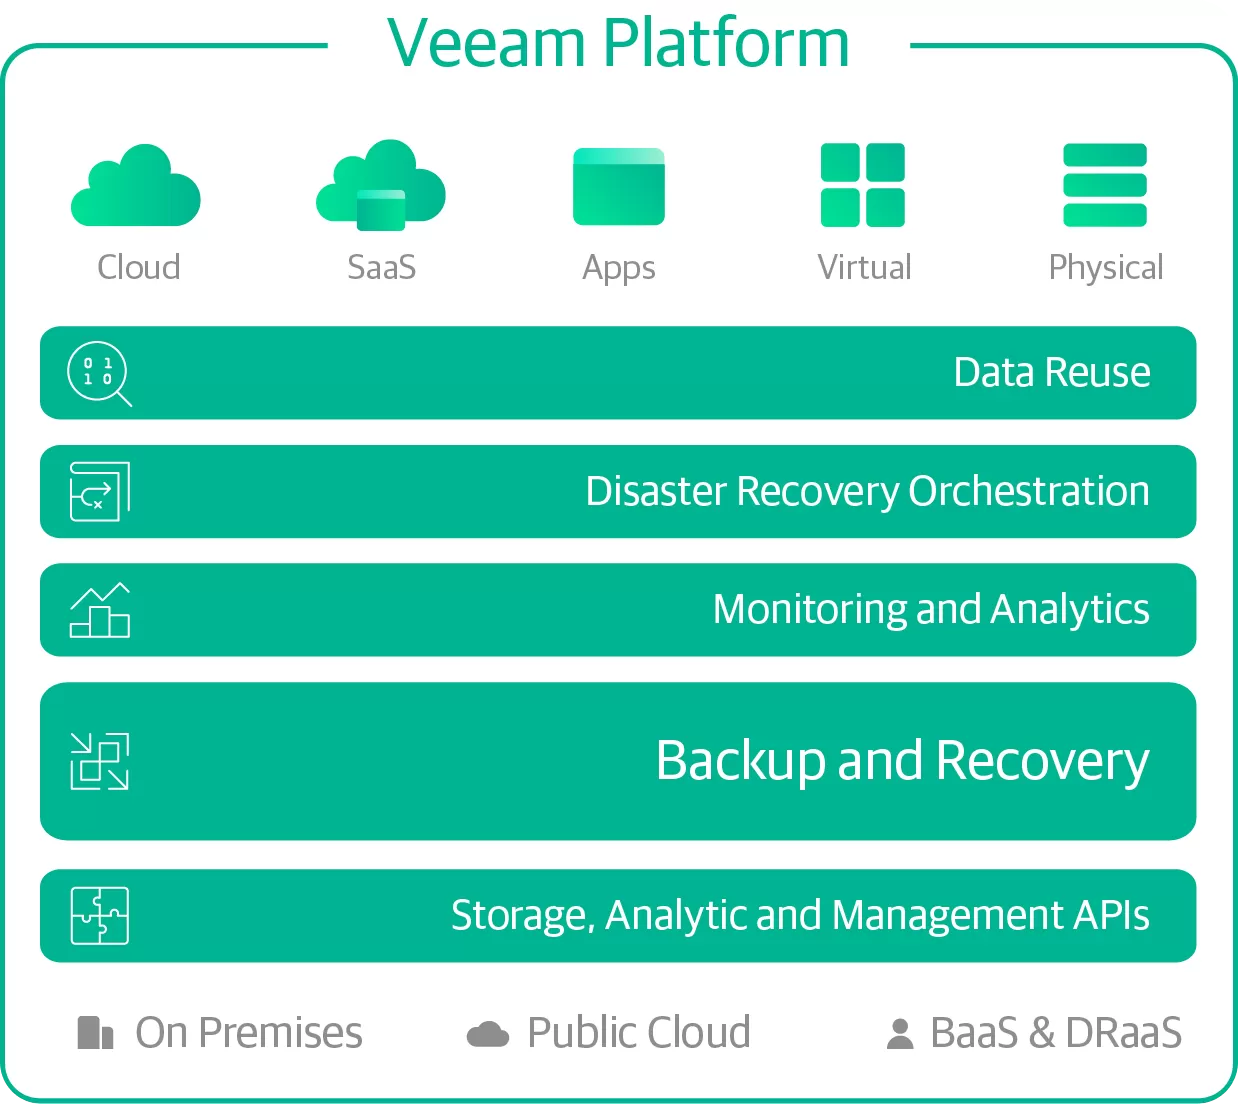 Veeam Platform
Cloud
SaaS
Apps
Virtual
Physical
0 1
1 0
Data Reuse
Disaster Recovery Orchestration
Monitoring and Analytics
Backup and Recovery
Storage, Analytic and Management APIs
On Premises
Public Cloud
BaaS & DRaaS